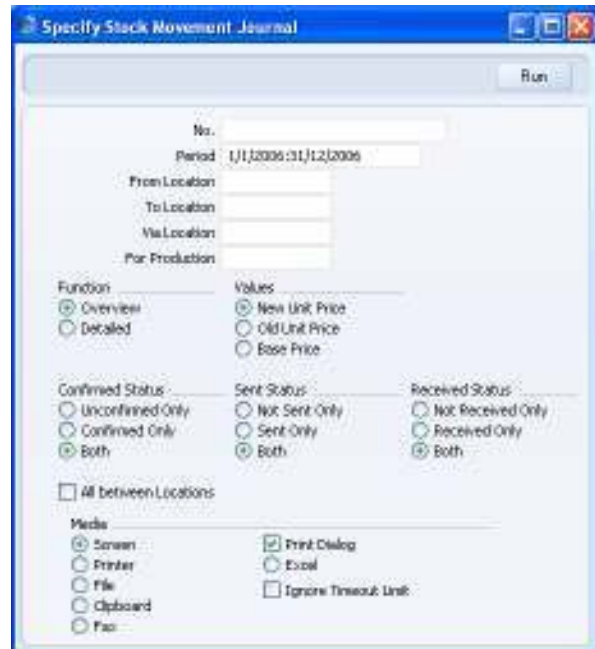 Specify Stock Movement Journal
Run
No.
Period 1/1/2006:31/12/2006
From Location
To Location
Via Location
For Production
Function Values
Overview New Unit Price
Detailed Old Unit Price
Base Price
Confirmed Status Sent Status Received Status
Unconfirmed Only Not Sent Only Not Received Only
Confirmed Only Sent Only Received Only
Both Both Both
All between Locations
Media
Screen Print Dialog
Printer Excel
File Ignore Timeout Limit
Clipboard
Fax